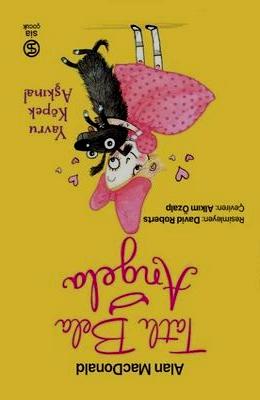 Alan MacDonald
Tatlı Bela
Angela
Resimleyen: David Roberts
Çeviren: Alkım Özalp
Yavru
Köpek
Aşkına!
sia
çocuk